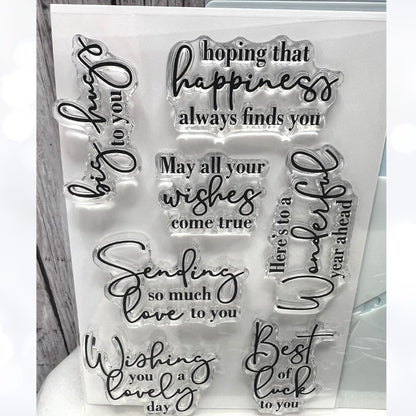 big hugs
to you
hoping that
happiness
always finds you
May all your
wishes
come true
Here's to a
Wonderful
year ahead
Sending
so much
love to you
Wishing
you a
lovely
day
Best
of
luck
to you